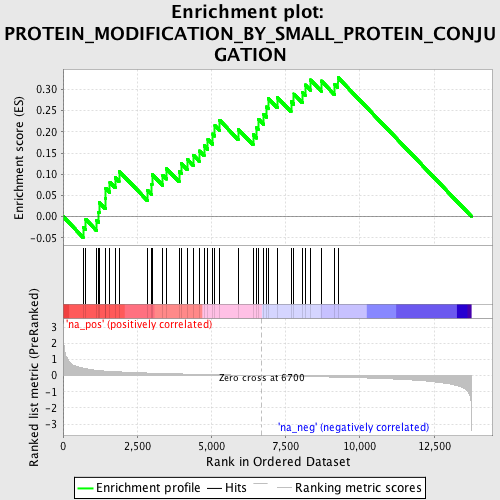 Enrichment plot:
PROTEIN_MODIFICATION_BY_SMALL_PROTEIN_CONJU
GATION
Enrichment score (ES)
0.30
0.25
0.20
0.15
0.10
0.05
0.00
-0.05
'na_pos' (positively correlated)
Ranked list metric (PreRanked)
3
2
1
0
-1
-2
-3
Zero cross at 6700
'na_neg' (negatively correlated)
0
2,500
5,000
7,500
10,000
12,500
Rank in Ordered Dataset
Enrichment profile
Hits
Ranking metric scores